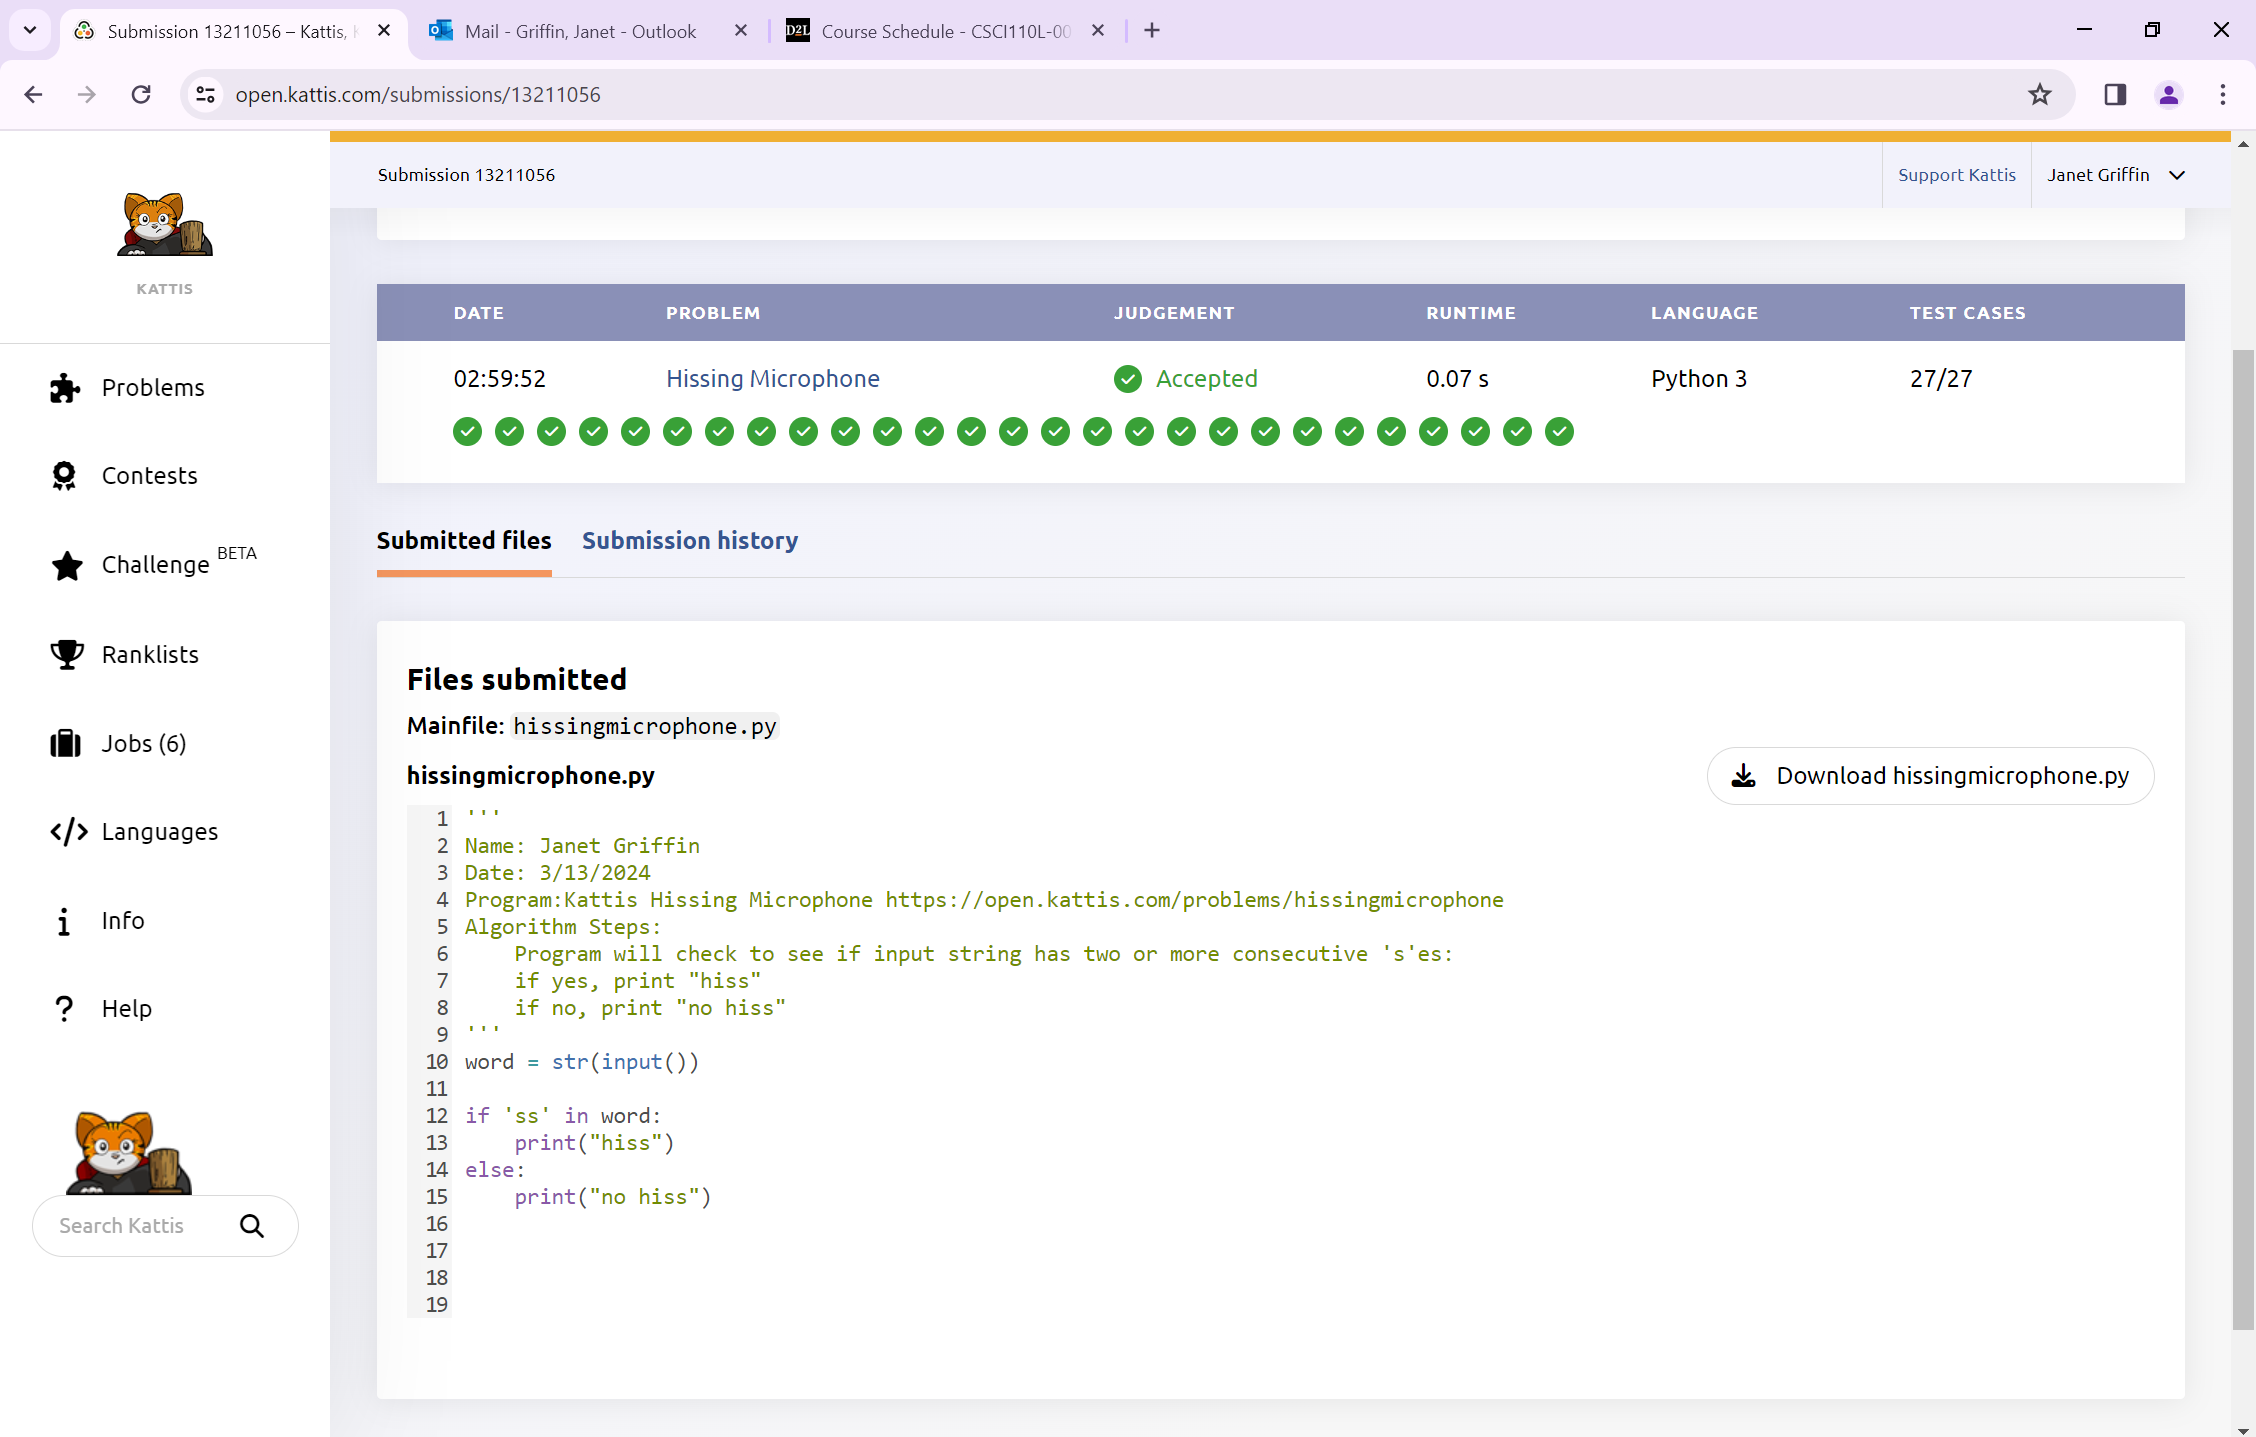 Submission 13211056 – Kattis,
Mail - Griffin, Janet - Outlook
D2L
Course Schedule - CSCI110L-00
open.kattis.com/submissions/13211056
KATTIS
Problems
Contests
Challenge BETA
Ranklists
Jobs (6)
Languages
Info
Help
Search Kattis
Submission 13211056
Support Kattis
Janet Griffin
DATE PROBLEM JUDGEMENT RUNTIME LANGUAGE TEST CASES
02:59:52 Hissing Microphone Accepted 0.07 s Python 3 27/27
Submitted files Submission history
Files submitted
Mainfile: hissingmicrophone.py
hissingmicrophone.py
Download hissingmicrophone.py
1 '''
2 Name: Janet Griffin
3 Date: 3/13/2024
4 Program:Kattis Hissing Microphone https://open.kattis.com/problems/hissingmicrophone
5 Algorithm Steps:
6     Program will check to see if input string has two or more consecutive 's'es:
7     if yes, print "hiss"
8     if no, print "no hiss"
9 '''
10 word = str(input())
11
12 if 'ss' in word:
13     print("hiss")
14 else:
15     print("no hiss")
16
17
18
19